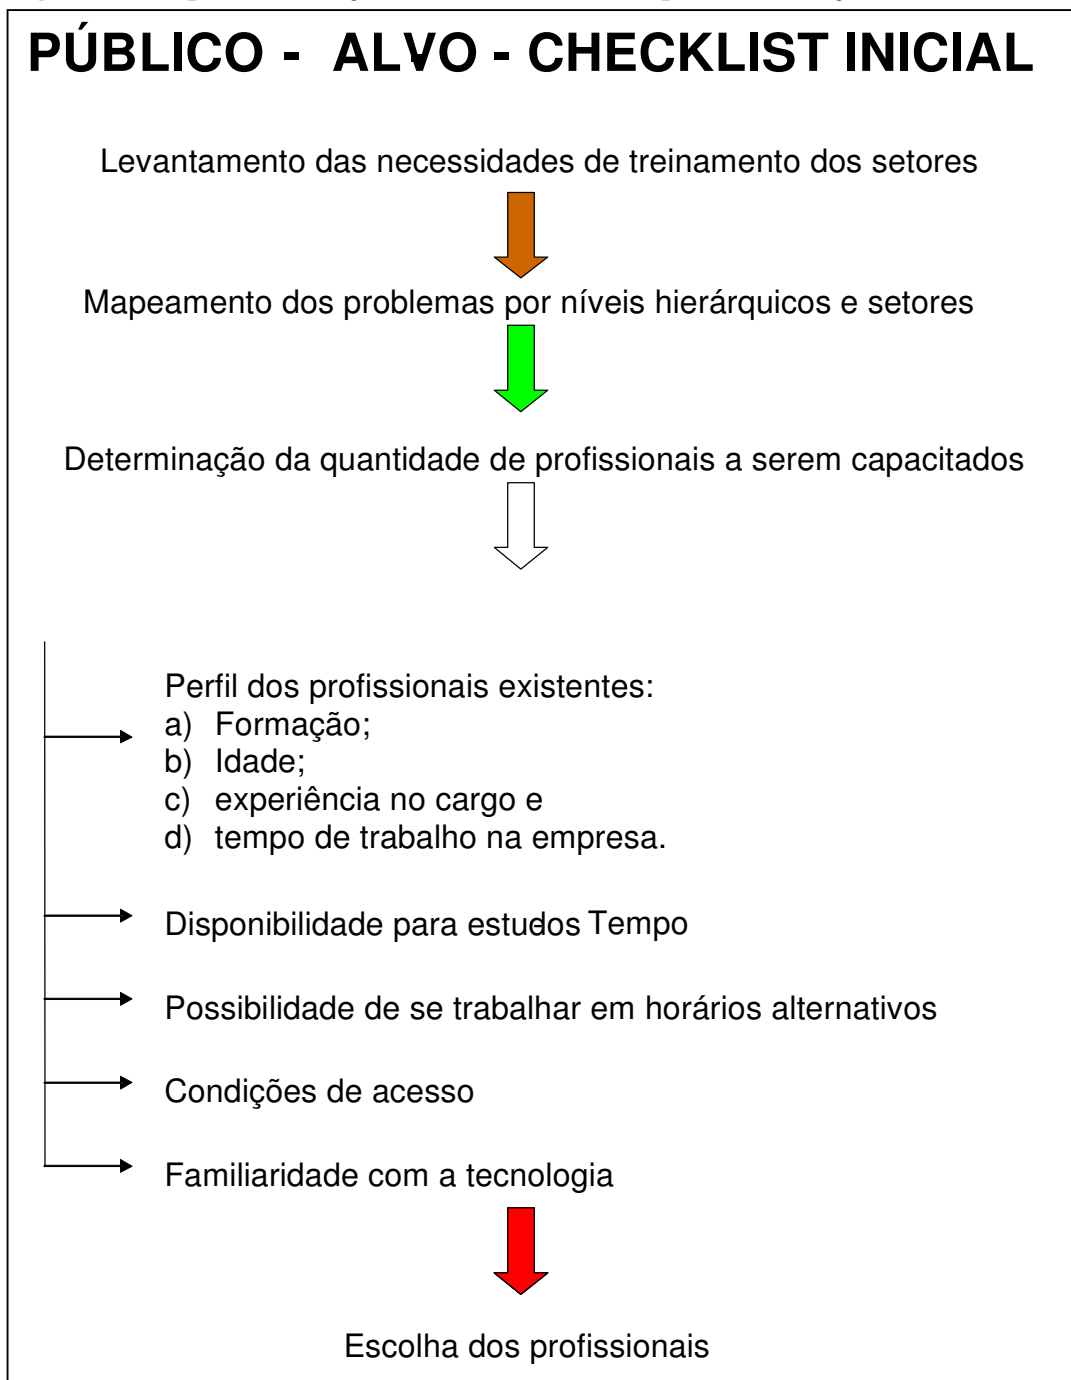 PÚBLICO - ALVO - CHECKLIST INICIAL
Levantamento das necessidades de treinamento dos setores
Mapeamento dos problemas por níveis hierárquicos e setores
Determinação da quantidade de profissionais a serem capacitados
Perfil dos profissionais existentes:
a) Formação;
b) Idade;
c) experiência no cargo e
d) tempo de trabalho na empresa.
Disponibilidade para estudos Tempo
Possibilidade de se trabalhar em horários alternativos
Condições de acesso
Familiaridade com a tecnologia
Escolha dos profissionais